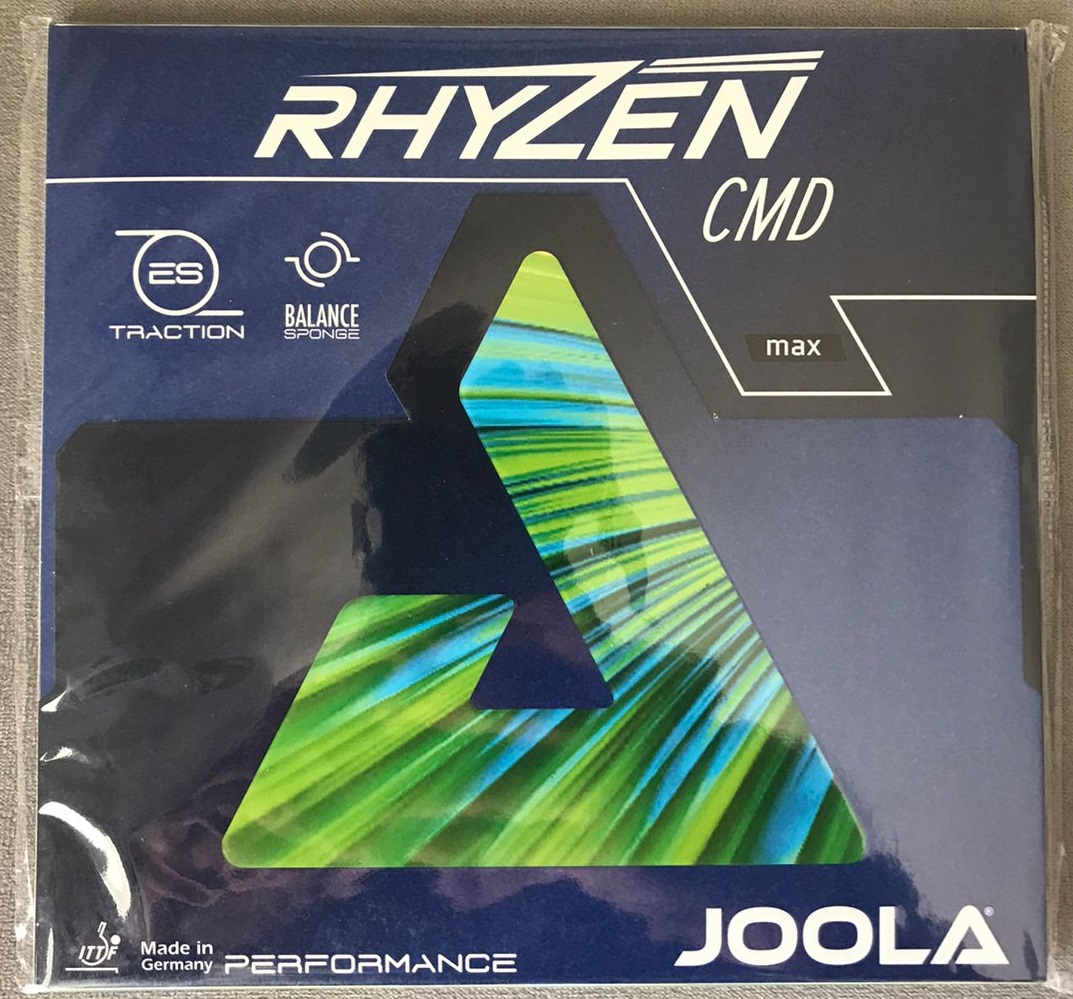 RHYZEN
CMD
ES
TRACTION
BALANCE
SPONGE
max
ITTF
Made in
Germany
PERFORMANCE
JOOLA®